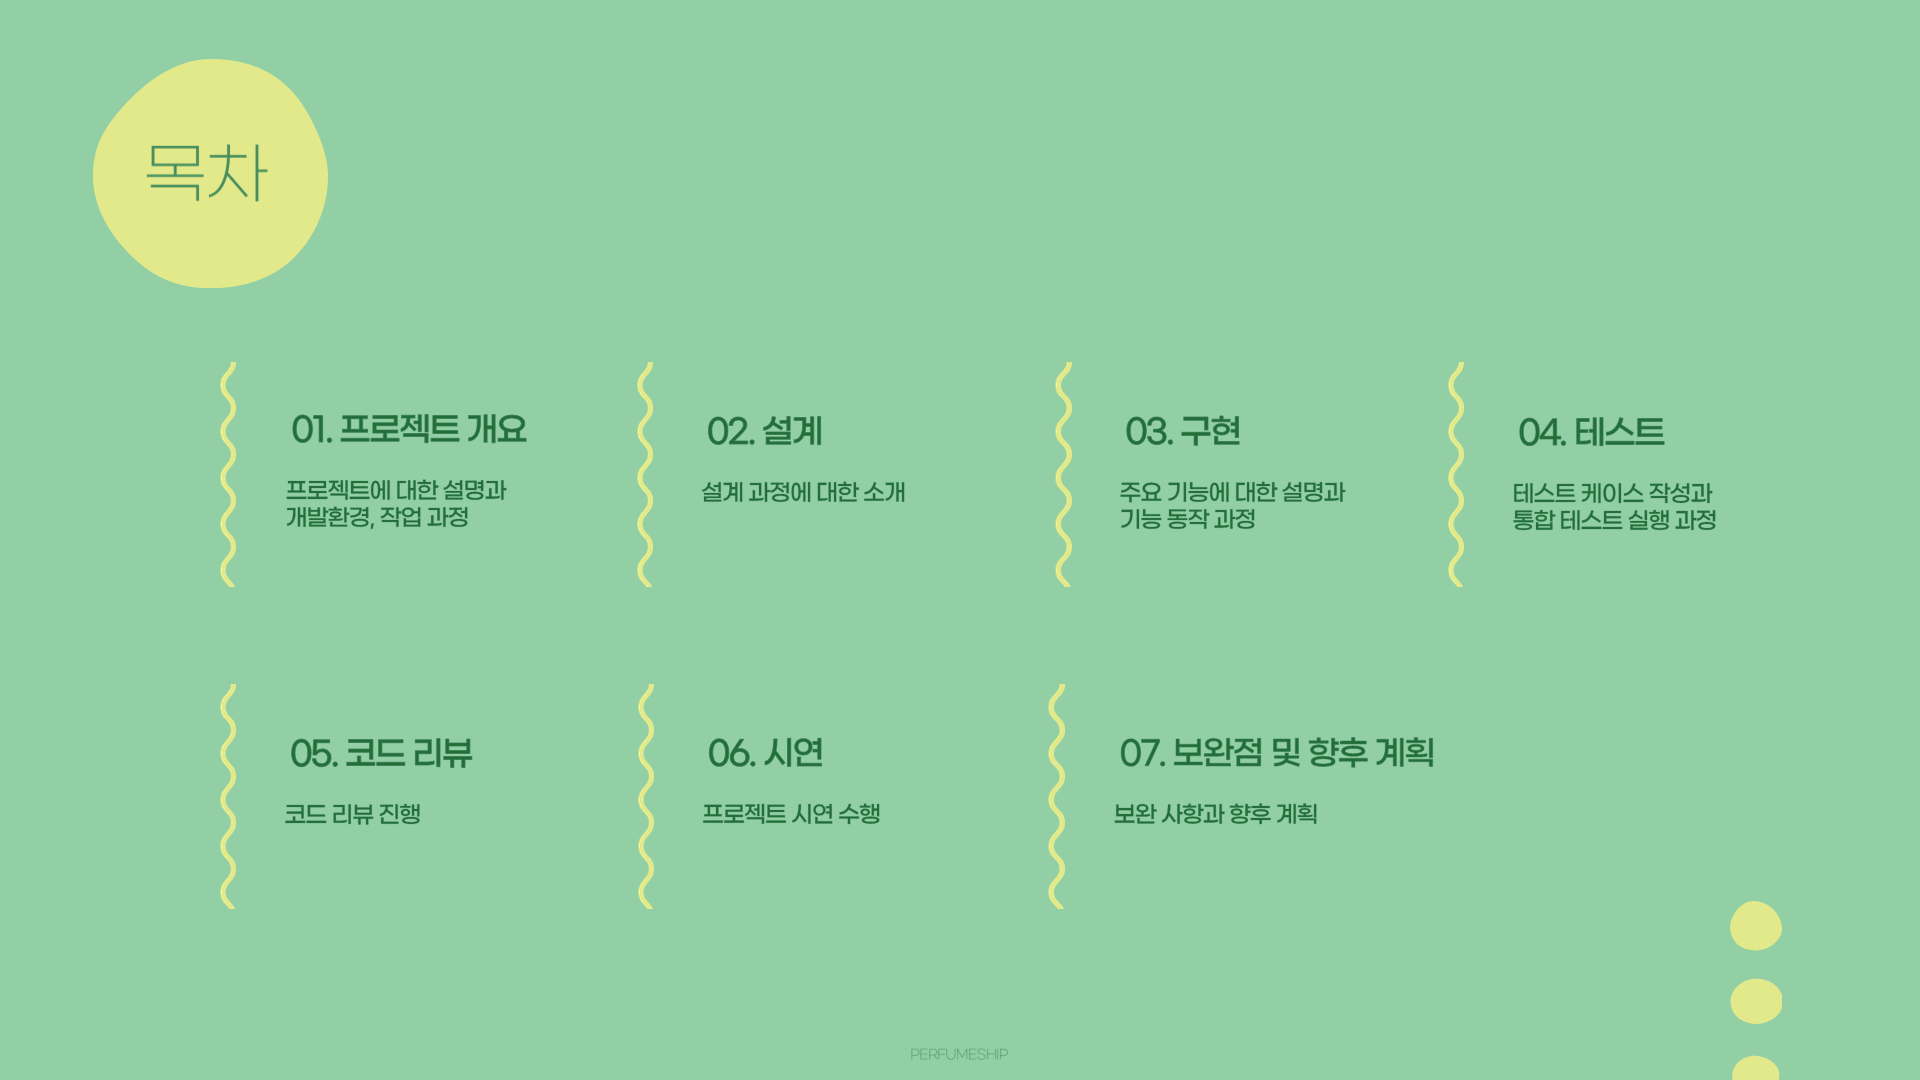 목차
01. 프로젝트 개요
프로젝트에 대한 설명과
개발환경, 작업 과정
02. 설계
설계 과정에 대한 소개
03. 구현
주요 기능에 대한 설명과
기능 동작 과정
04. 테스트
테스트 케이스 작성과
통합 테스트 실행 과정
05. 코드 리뷰
코드 리뷰 진행
06. 시연
프로젝트 시연 수행
07. 보완점 및 향후 계획
보완 사항과 향후 계획
PERFUMESHIP